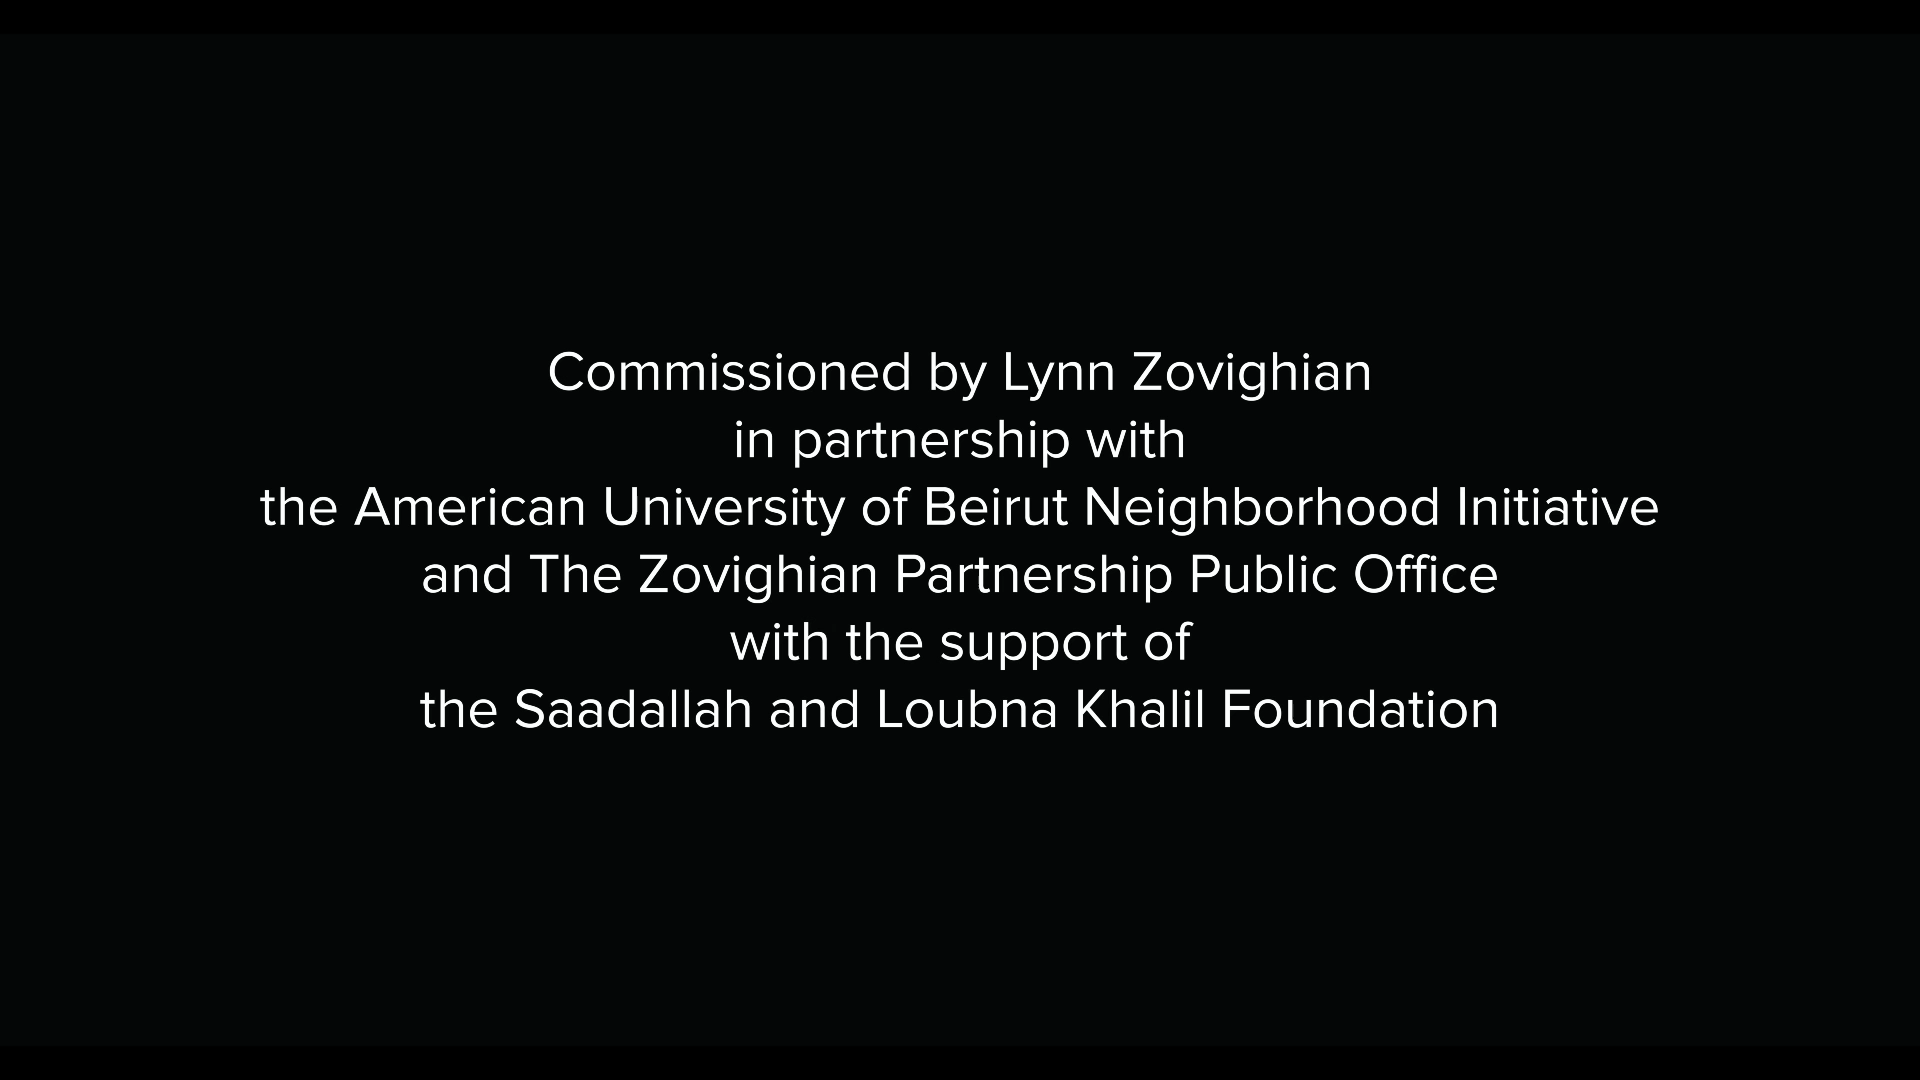 Commissioned by Lynn Zovighian
in partnership with
the American University of Beirut Neighborhood Initiative
and The Zovighian Partnership Public Office
with the support of
the Saadallah and Loubna Khalil Foundation